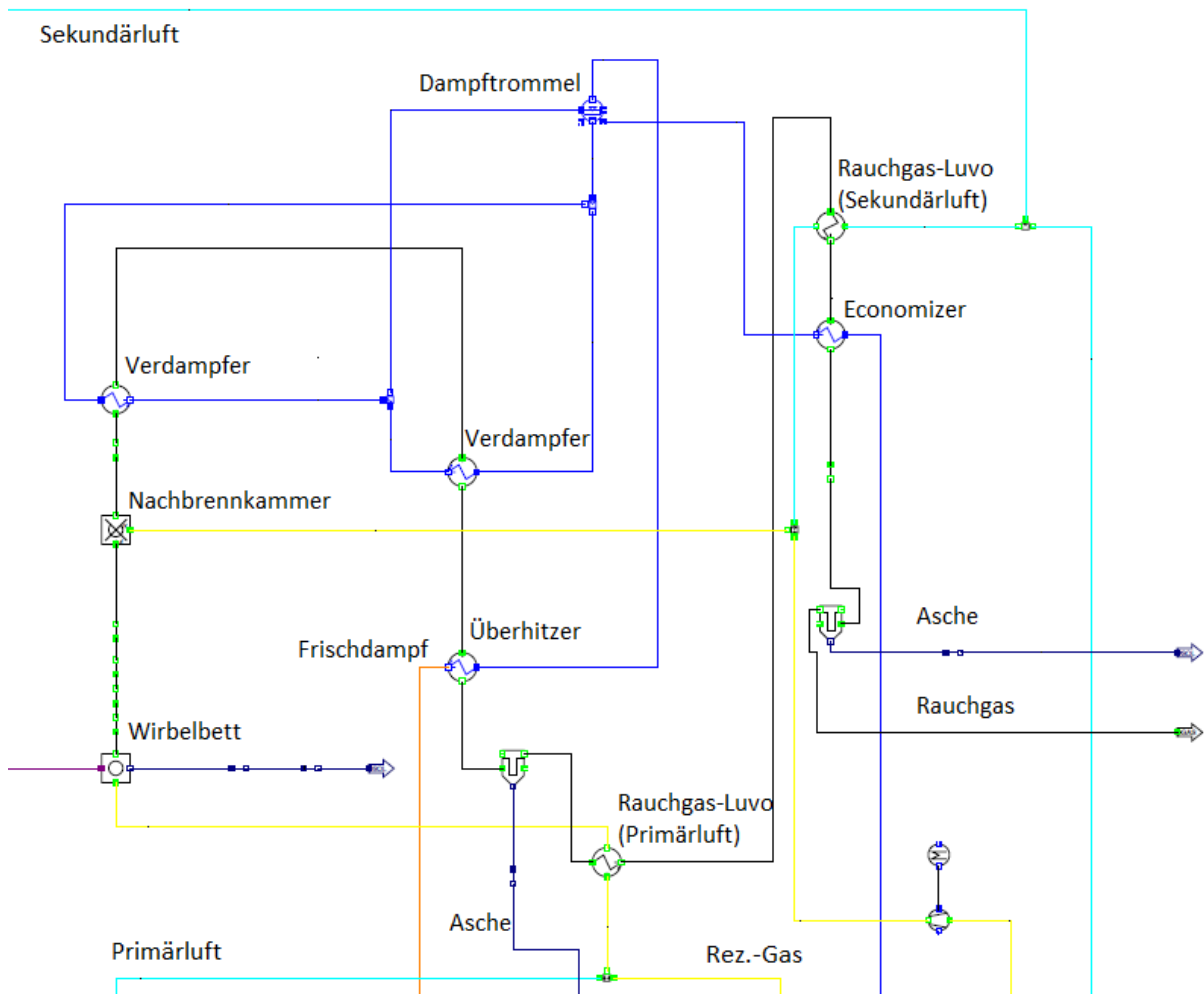 Sekundärluft
Dampftrommel
Rauchgas-Luvo
(Sekundärluft)
Economizer
Verdampfer
Verdampfer
Nachbrennkammer
Asche
Überhitzer
Frischdampf
Rauchgas
Wirbelbett
Rauchgas-Luvo
(Primärluft)
Asche
Primärluft
Rez.-Gas